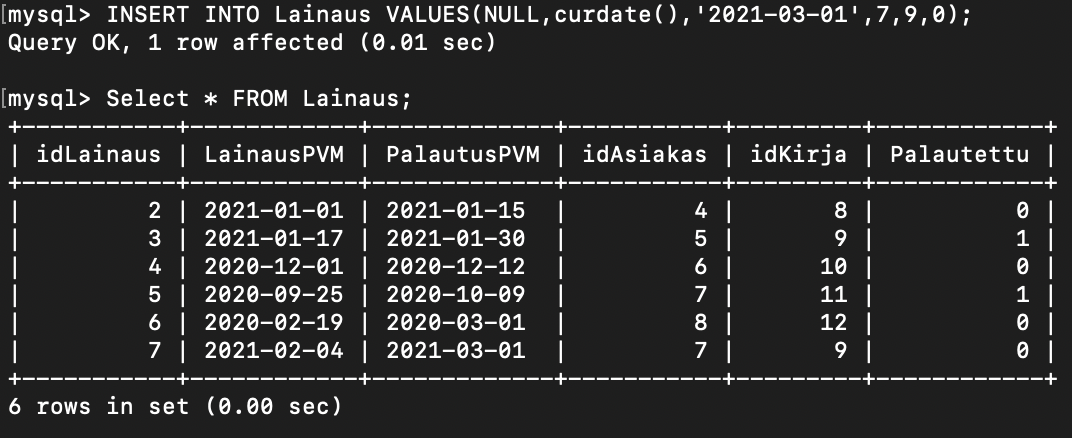 [mysql> INSERT INTO Lainaus VALUES(NULL,curdate(),'2021-03-01',7,9,0);
Query OK, 1 row affected (0.01 sec)

[mysql> Select * FROM Lainaus;
+-----------+------------+-------------+-----------+---------+------------+
| idLainaus | LainausPVM | PalautusPVM | idAsiakas | idKirja | Palautettu |
+-----------+------------+-------------+-----------+---------+------------+
|         2 | 2021-01-01 | 2021-01-15  |         4 |       8 |          0 |
|         3 | 2021-01-17 | 2021-01-30  |         5 |       9 |          1 |
|         4 | 2020-12-01 | 2020-12-12  |         6 |      10 |          0 |
|         5 | 2020-09-25 | 2020-10-09  |         7 |      11 |          1 |
|         6 | 2020-02-19 | 2020-03-01  |         8 |      12 |          0 |
|         7 | 2021-02-04 | 2021-03-01  |         7 |       9 |          0 |
+-----------+------------+-------------+-----------+---------+------------+
6 rows in set (0.00 sec)